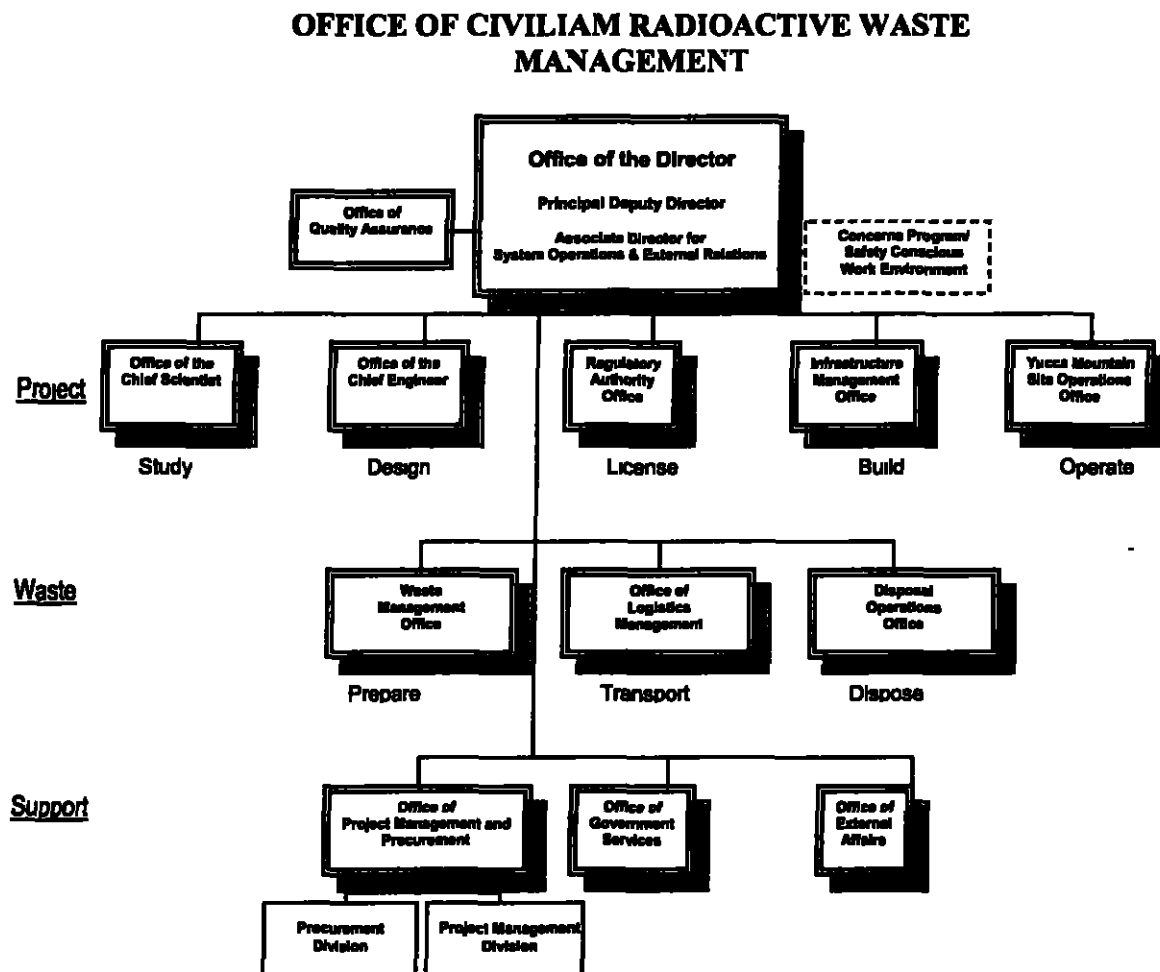 OFFICE OF CIVILIAM RADIOACTIVE WASTE
MANAGEMENT
Office of the Director
Principal Deputy Director
Associate Director for
System Operations & External Relations
Office of
Quality Assurance
Concerns Program/
Safety Conscious
Work Environment
Project
Office of the
Chief Scientist
Office of the
Chief Engineer
Regulatory
Authority
Office
Infrastructure
Management
Office
Yucca Mountain
Site Operations
Office
Study
Design
License
Build
Operate
Waste
Waste
Management
Office
Office of
Logistics
Management
Disposal
Operations
Office
Prepare
Transport
Dispose
Support
Office of
Project Management and
Procurement
Office of
Government
Services
Office of
External
Affairs
Procurement
Division
Project Management
Division